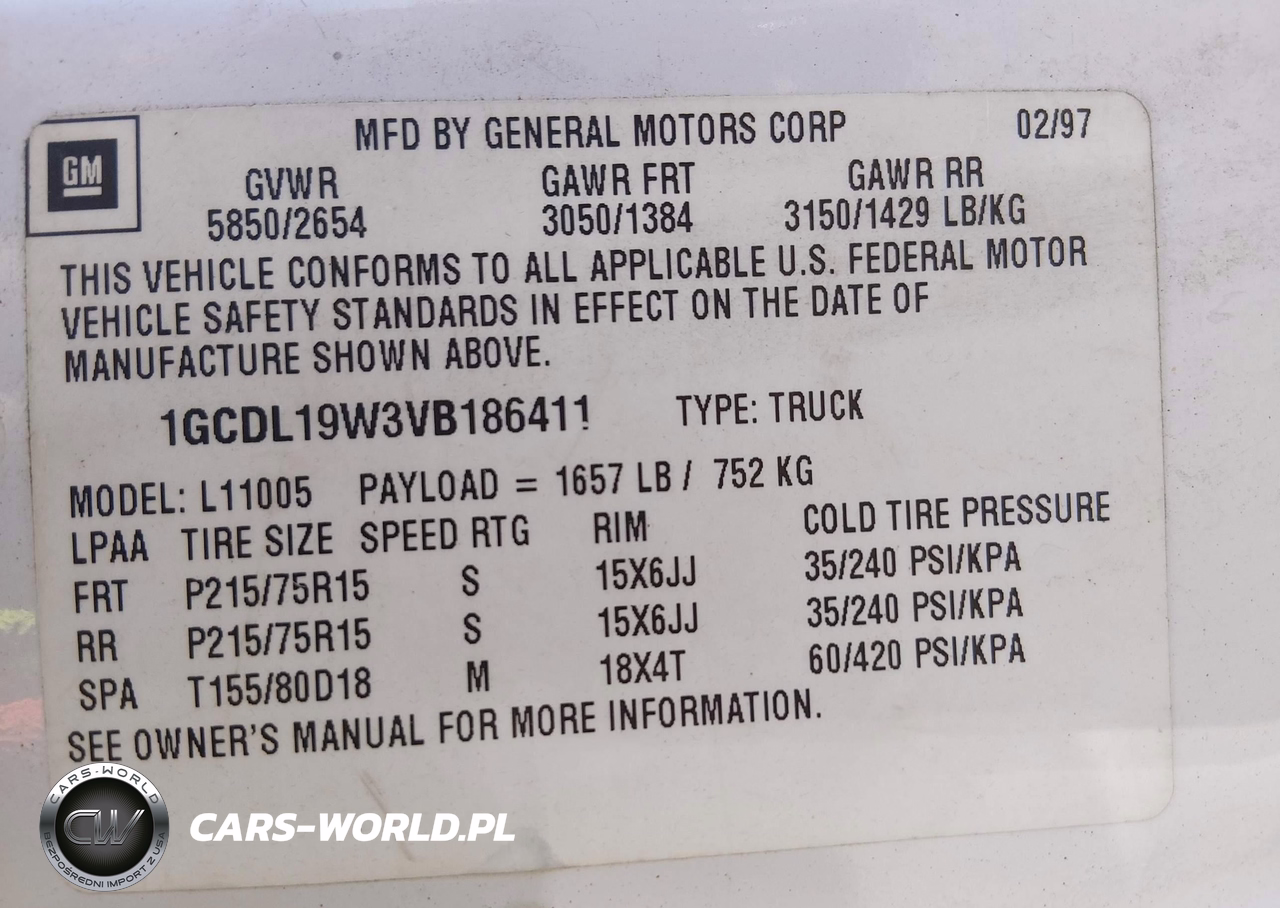 GM
MFD BY GENERAL MOTORS CORP 02/97
GVWR GAWR FRT GAWR RR
5850/2654 3050/1384 3150/1429 LB/KG
THIS VEHICLE CONFORMS TO ALL APPLICABLE U.S. FEDERAL MOTOR
VEHICLE SAFETY STANDARDS IN EFFECT ON THE DATE OF
MANUFACTURE SHOWN ABOVE.
1GCDL19W3VB186411 TYPE: TRUCK
MODEL: L11005 PAYLOAD = 1657 LB / 752 KG
LPAA TIRE SIZE SPEED RTG RIM COLD TIRE PRESSURE
FRT P215/75R15 S 15X6JJ 35/240 PSI/KPA
RR P215/75R15 S 15X6JJ 35/240 PSI/KPA
SPA T155/80D18 M 18X4T 60/420 PSI/KPA
SEE OWNER'S MANUAL FOR MORE INFORMATION.
CARS-WORLD
CW
BEZPOŚREDNI IMPORT Z USA
CARS-WORLD.PL